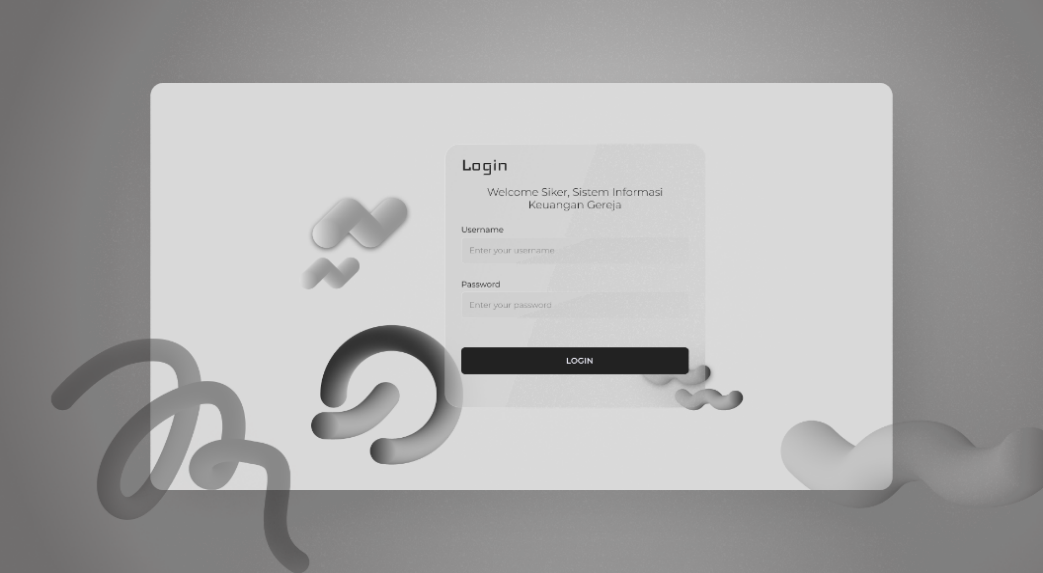 Login
Welcome Siker, Sistem Informasi
Keuangan Gereja
Username
Enter your username
Password
Enter your password
LOGIN